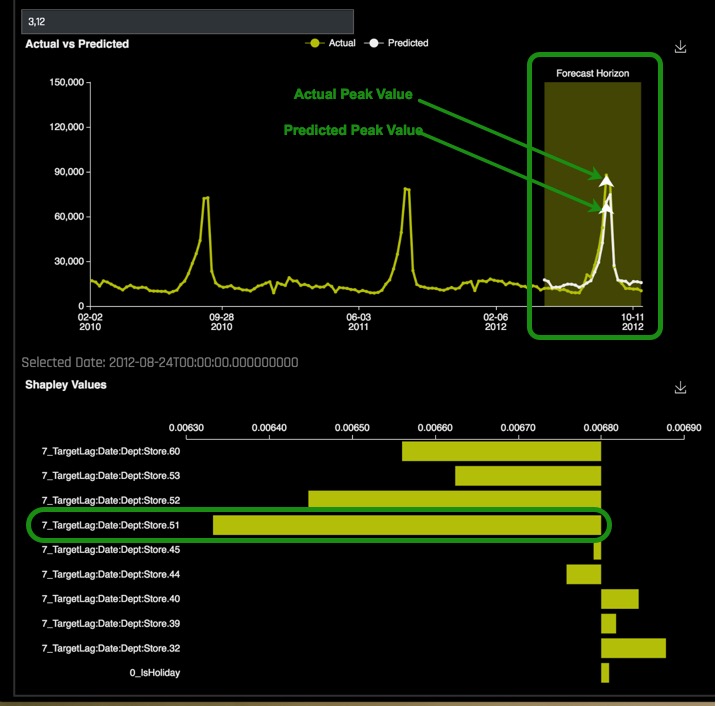 3,12
Actual vs Predicted
Actual Predicted
Forecast Horizon
150,000
Actual Peak Value
120,000
Predicted Peak Value
90,000
60,000
30,000
0
02-02 09-28 06-03 02-06 10-11
2010 2010 2011 2012 2012
Selected Date: 2012-08-24T00:00:00.000000000
Shapley Values
0.00630 0.00640 0.00650 0.00660 0.00670 0.00680 0.00690
7_TargetLag:Date:Dept:Store.60
7_TargetLag:Date:Dept:Store.53
7_TargetLag:Date:Dept:Store.52
7_TargetLag:Date:Dept:Store.51
7_TargetLag:Date:Dept:Store.45
7_TargetLag:Date:Dept:Store.44
7_TargetLag:Date:Dept:Store.40
7_TargetLag:Date:Dept:Store.39
7_TargetLag:Date:Dept:Store.32
0_IsHoliday